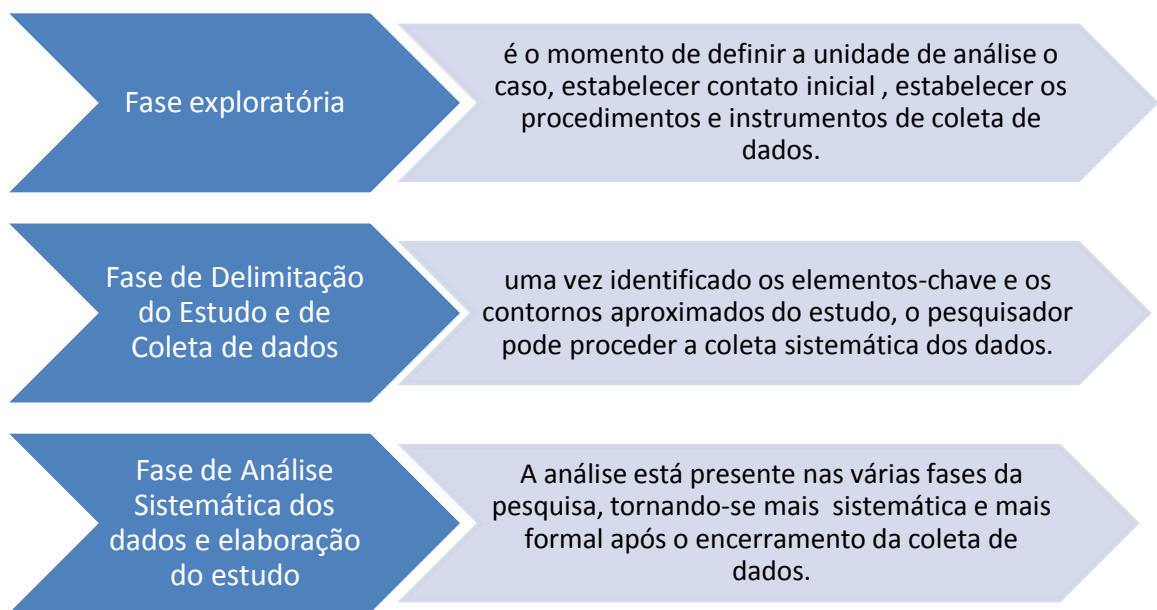 Fase exploratória
é o momento de definir a unidade de análise o
caso, estabelecer contato inicial , estabelecer os
procedimentos e instrumentos de coleta de
dados.
Fase de Delimitação
do Estudo e de
Coleta de dados
uma vez identificado os elementos-chave e os
contornos aproximados do estudo, o pesquisador
pode proceder a coleta sistemática dos dados.
Fase de Análise
Sistemática dos
dados e elaboração
do estudo
A análise está presente nas várias fases da
pesquisa, tornando-se mais sistemática e mais
formal após o encerramento da coleta de
dados.